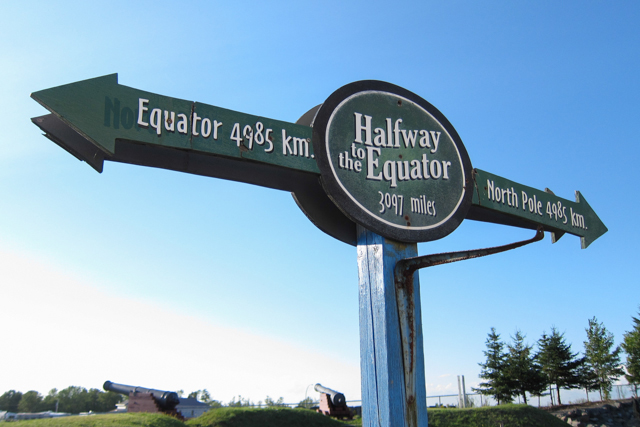 Equator 4985 km.
Halfway
to
the Equator
3097 miles
North Pole 4985 km.